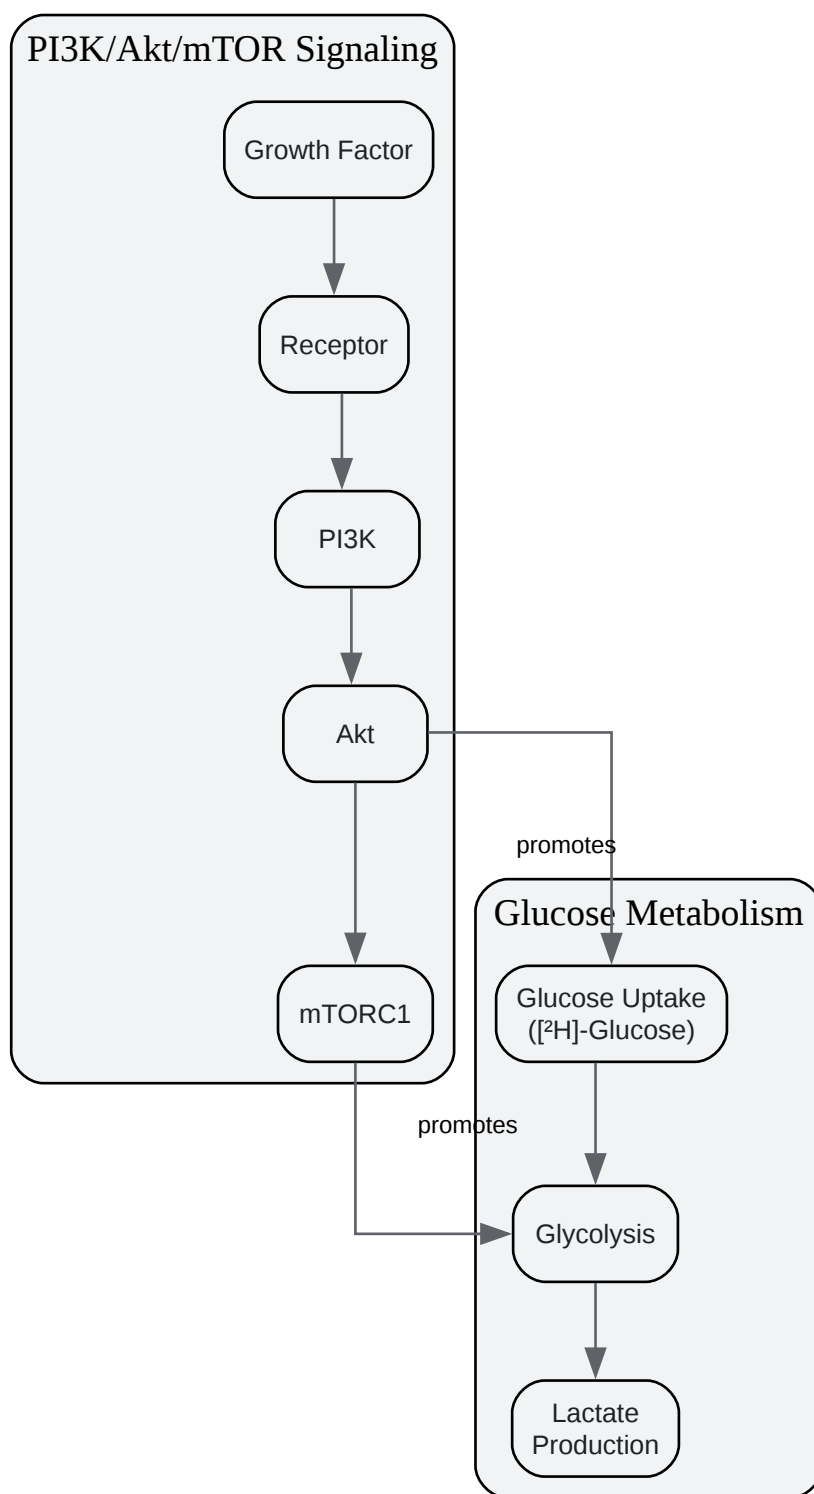 PI3K/Akt/mTOR Signaling
Growth Factor
Receptor
PI3K
Akt
promotes
Glucose Metabolism
mTORC1
Glucose Uptake
([²H]-Glucose)
promotes
Glycolysis
Lactate
Production